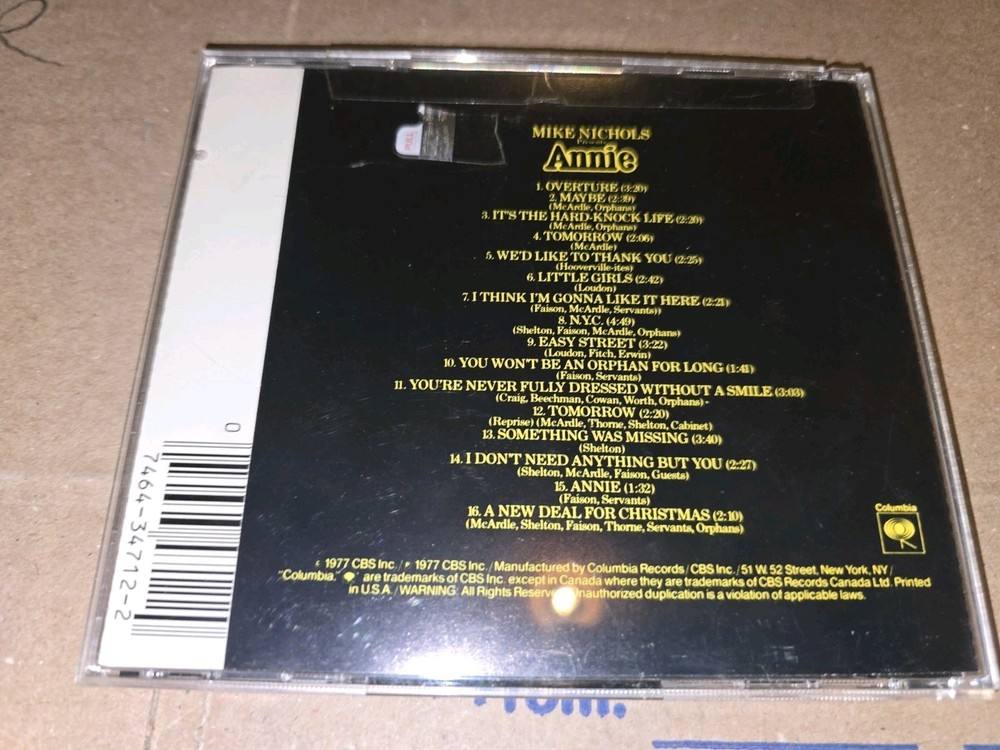 MIKE NICHOLS
Presents
Annie
1. OVERTURE (3:20)
2. MAYBE (2:39)
(McArdle, Orphans)
3. IT'S THE HARD-KNOCK LIFE (2:20)
(McArdle, Orphans)
4. TOMORROW (2:06)
(McArdle)
5. WE'D LIKE TO THANK YOU (2:25)
(Hooverville-ites)
6. LITTLE GIRLS (2:42)
(Loudon)
7. I THINK I'M GONNA LIKE IT HERE (2:21)
(Faison, McArdle, Servants))
8. N.Y.C. (4:49)
(Shelton, Faison, McArdle, Orphans)
9. EASY STREET (3:22)
(Loudon, Fitch, Erwin)
10. YOU WON'T BE AN ORPHAN FOR LONG (1:41)
(Faison, Servants)
11. YOU'RE NEVER FULLY DRESSED WITHOUT A SMILE (3:03)
(Craig, Beechman, Cowan, Worth, Orphans) -
12. TOMORROW (2:20)
(Reprise) (McArdle, Thorne, Shelton, Cabinet)
13. SOMETHING WAS MISSING (3:40)
(Shelton)
14. I DON'T NEED ANYTHING BUT YOU (2:27)
(Shelton, McArdle, Faison, Guests)
15. ANNIE (1:32)
(Faison, Servants)
16. A NEW DEAL FOR CHRISTMAS (2:10)
(McArdle, Shelton, Faison, Thorne, Servants, Orphans)
Columbia
© 1977 CBS Inc./℗ 1977 CBS Inc./Manufactured by Columbia Records/CBS Inc./51 W. 52 Street, New York, NY/
"Columbia," are trademarks of CBS Inc. except in Canada where they are trademarks of CBS Records Canada Ltd. Printed
in U.S.A./WARNING: All Rights Reserved. Unauthorized duplication is a violation of applicable laws.
0
7464-34712-2